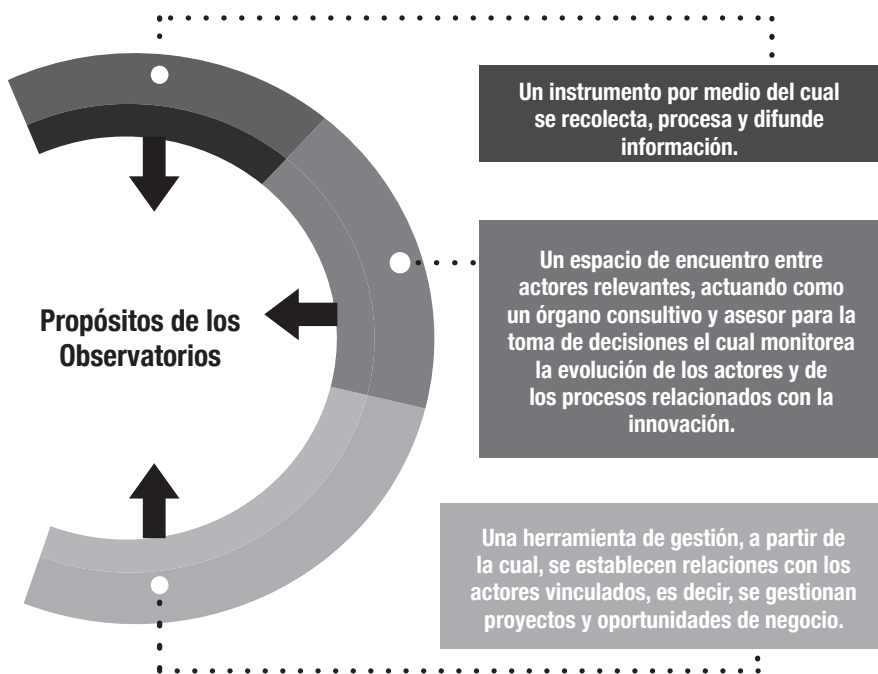 Un instrumento por medio del cual
se recolecta, procesa y difunde
información.
Propósitos de los
Observatorios
Un espacio de encuentro entre
actores relevantes, actuando como
un órgano consultivo y asesor para la
toma de decisiones el cual monitorea
la evolución de los actores y de
los procesos relacionados con la
innovación.
Una herramienta de gestión, a partir de
la cual, se establecen relaciones con los
actores vinculados, es decir, se gestionan
proyectos y oportunidades de negocio.